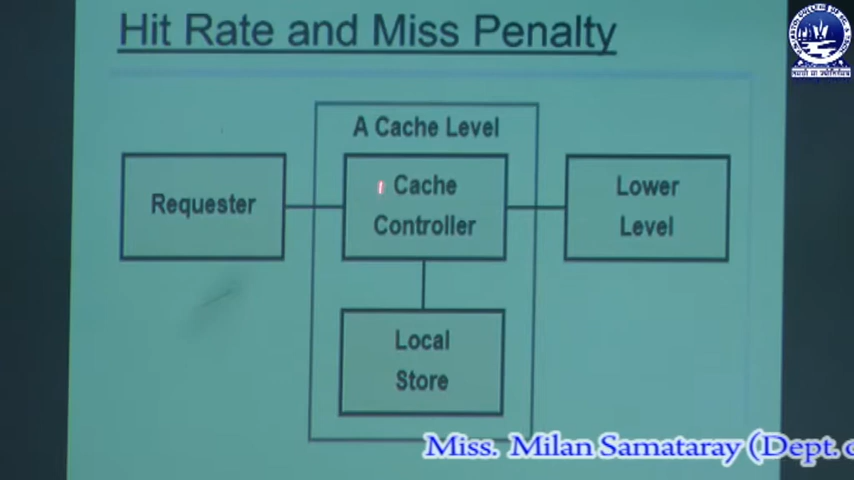 Hit Rate and Miss Penalty
A Cache Level
Requester
Cache
Controller
Lower
Level
Local
Store
Miss. Milan Samataray (Dept.